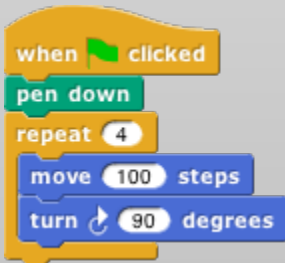 when clicked
pen down
repeat 4
move 100 steps
turn 90 degrees